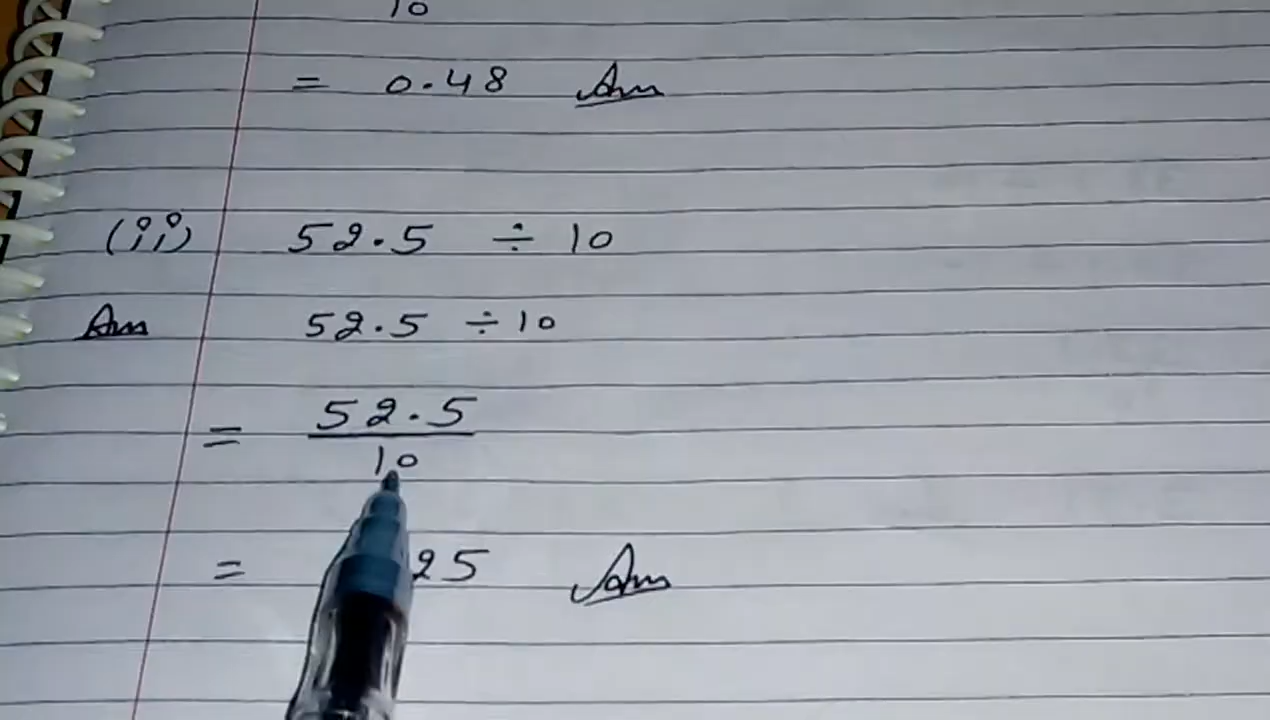 10
= 0.48 Ans
(ii) 52.5 ÷ 10
Ans 52.5 ÷ 10
= 52.5
10
= 25 Ans